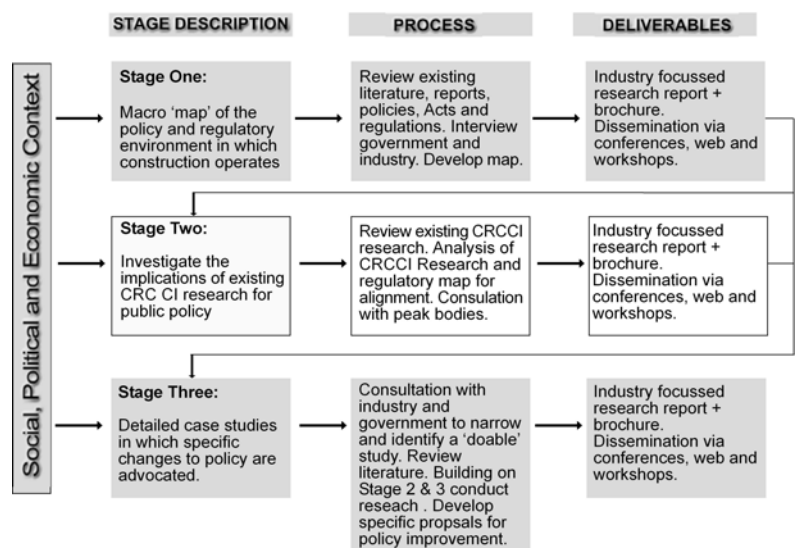 STAGE DESCRIPTION
PROCESS
DELIVERABLES
Social, Political and Economic Context
Stage One:
Macro ‘map’ of the
policy and regulatory
environment in which
construction operates
Review existing
literature, reports,
policies, Acts and
regulations. Interview
government and
industry. Develop map.
Industry focussed
research report +
brochure.
Dissemination via
conferences, web and
workshops.
Stage Two:
Investigate the
implications of existing
CRC CI research for
public policy
Review existing CRCCI
research. Analysis of
CRCCI Research and
regulatory map for
alignment. Consulation
with peak bodies.
Industry focussed
research report +
brochure.
Dissemination via
conferences, web and
workshops.
Stage Three:
Detailed case studies
in which specific
changes to policy are
advocated.
Consultation with
industry and
government to narrow
and identify a ‘doable’
study. Review
literature. Building on
Stage 2 & 3 conduct
reseach . Develop
specific propsals for
policy improvement.
Industry focussed
research report +
brochure.
Dissemination via
conferences, web and
workshops.